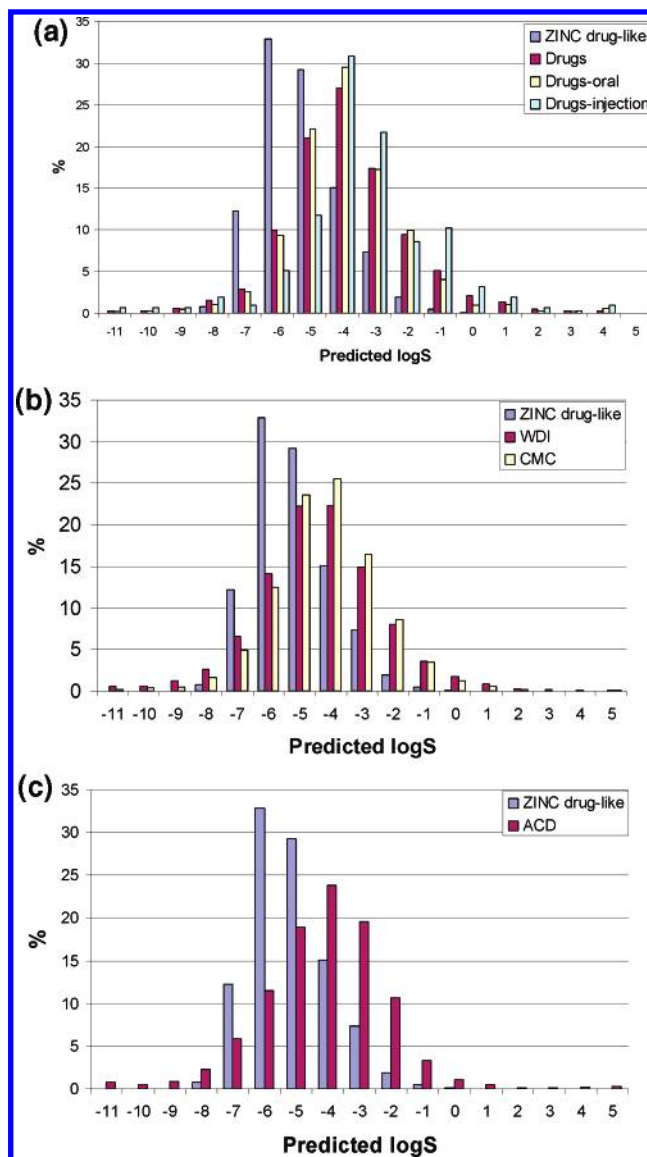 (a)
35
30
25
20
15
10
5
0
%
ZINC drug-like
Drugs
Drugs-oral
Drugs-injection
-11 -10 -9 -8 -7 -6 -5 -4 -3 -2 -1 0 1 2 3 4 5
Predicted logS
(b)
35
30
25
20
15
10
5
0
%
ZINC drug-like
WDI
CMC
-11 -10 -9 -8 -7 -6 -5 -4 -3 -2 -1 0 1 2 3 4 5
Predicted logS
(c)
35
30
25
20
15
10
5
0
%
ZINC drug-like
ACD
-11 -10 -9 -8 -7 -6 -5 -4 -3 -2 -1 0 1 2 3 4 5
Predicted logS